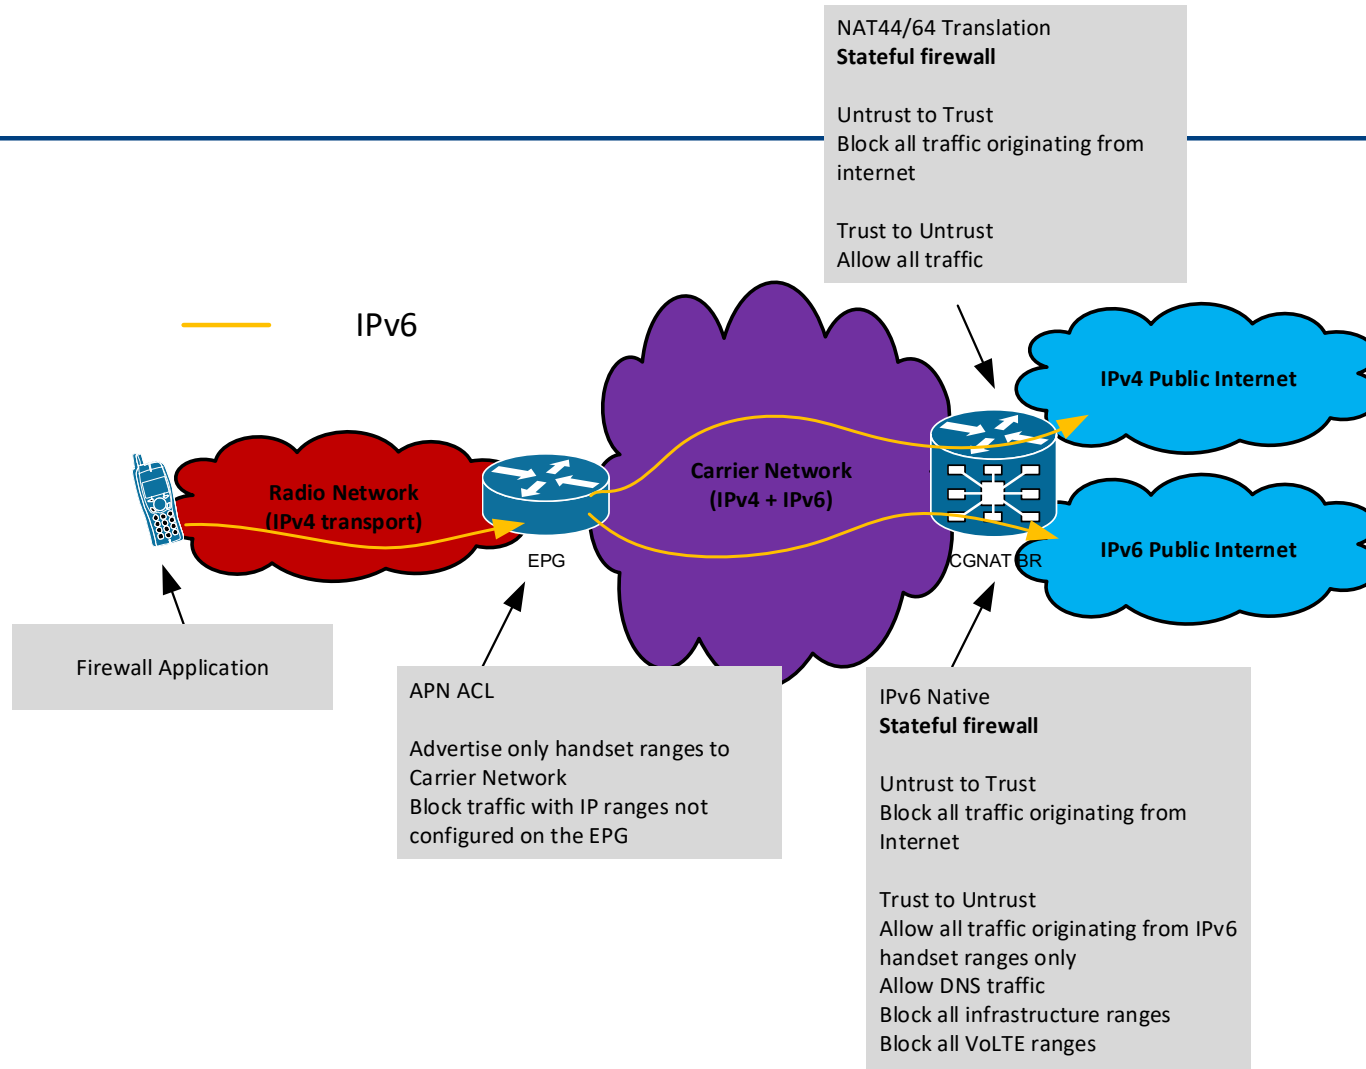 NAT44/64 Translation
Stateful firewall
Untrust to Trust
Block all traffic originating from
internet
Trust to Untrust
Allow all traffic
IPv6
IPv4 Public Internet
Radio Network
(IPv4 transport)
Carrier Network
(IPv4 + IPv6)
EPG
CGNAT BR
IPv6 Public Internet
Firewall Application
APN ACL
Advertise only handset ranges to
Carrier Network
Block traffic with IP ranges not
configured on the EPG
IPv6 Native
Stateful firewall
Untrust to Trust
Block all traffic originating from
Internet
Trust to Untrust
Allow all traffic originating from IPv6
handset ranges only
Allow DNS traffic
Block all infrastructure ranges
Block all VoLTE ranges